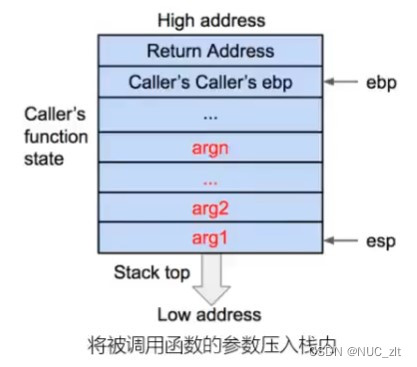 High address
Return Address
Caller's Caller's ebp
ebp
...
Caller's
function
state
argn
...
arg2
arg1
esp
Stack top
Low address
将被调用函数的参数压入栈内
CSDN @NUC_zlt